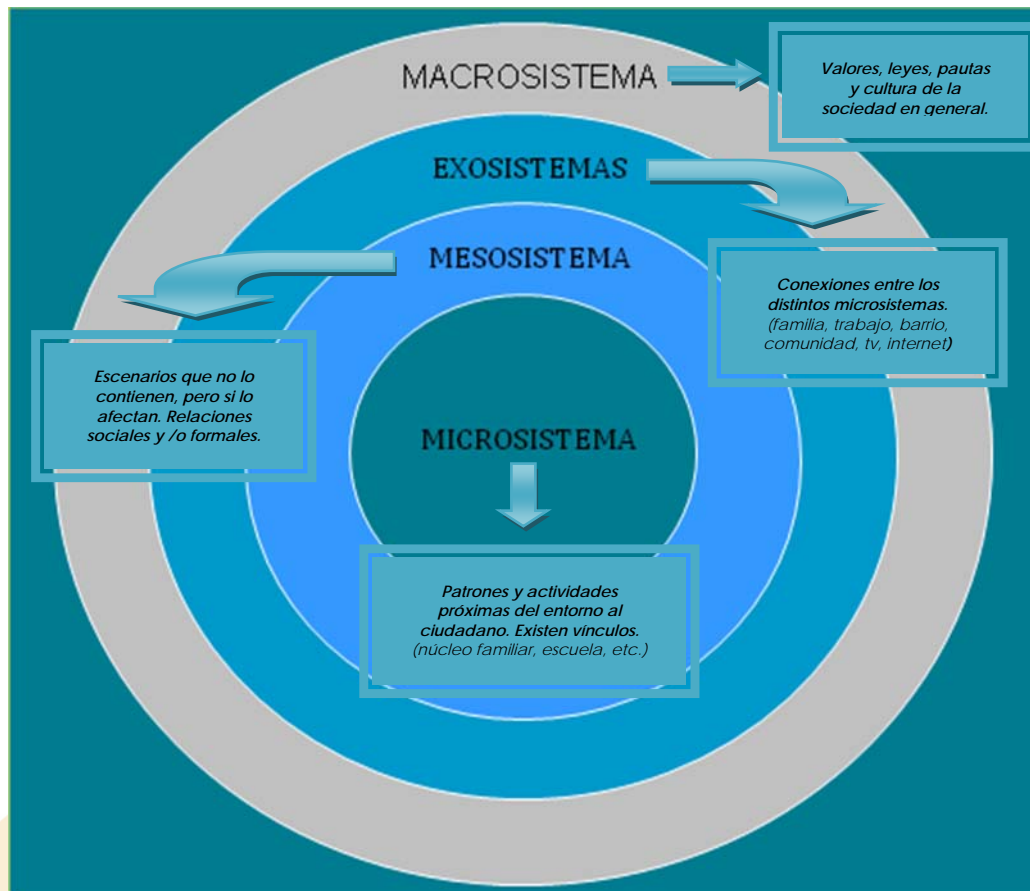 MACROSISTEMA
Valores, leyes, pautas
y cultura de la
sociedad en general.
EXOSISTEMAS
Conexiones entre los
distintos microsistemas.
(familia, trabajo, barrio,
comunidad, tv, internet)
MESOSISTEMA
Escenarios que no lo
contienen, pero si lo
afectan. Relaciones
sociales y /o formales.
MICROSISTEMA
Patrones y actividades
próximas del entorno al
ciudadano. Existen vínculos.
(núcleo familiar, escuela, etc.)